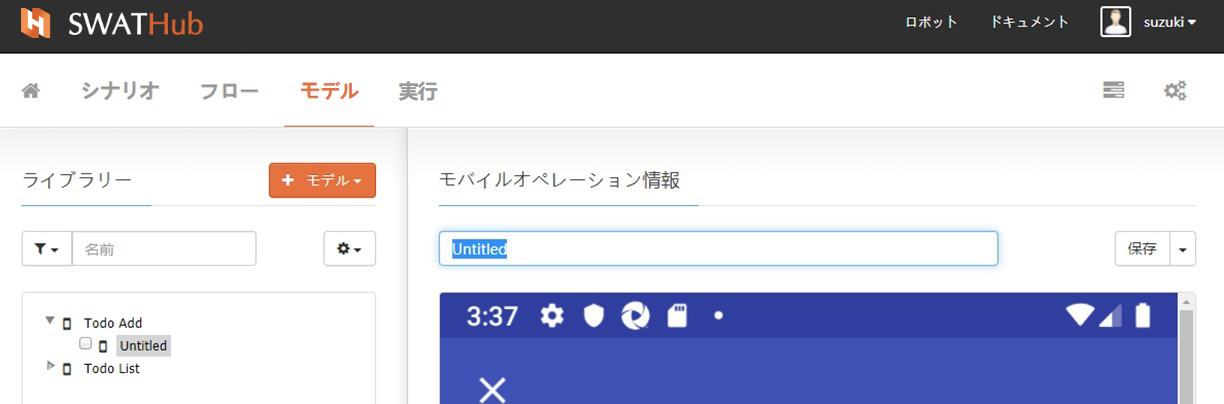 SWATHub
ロボット ドキュメント suzuki
シナリオ フロー モデル 実行
ライブラリー + モデル
モバイルオペレーション情報
名前
Untitled 保存
Todo Add
Untitled
Todo List
3:37